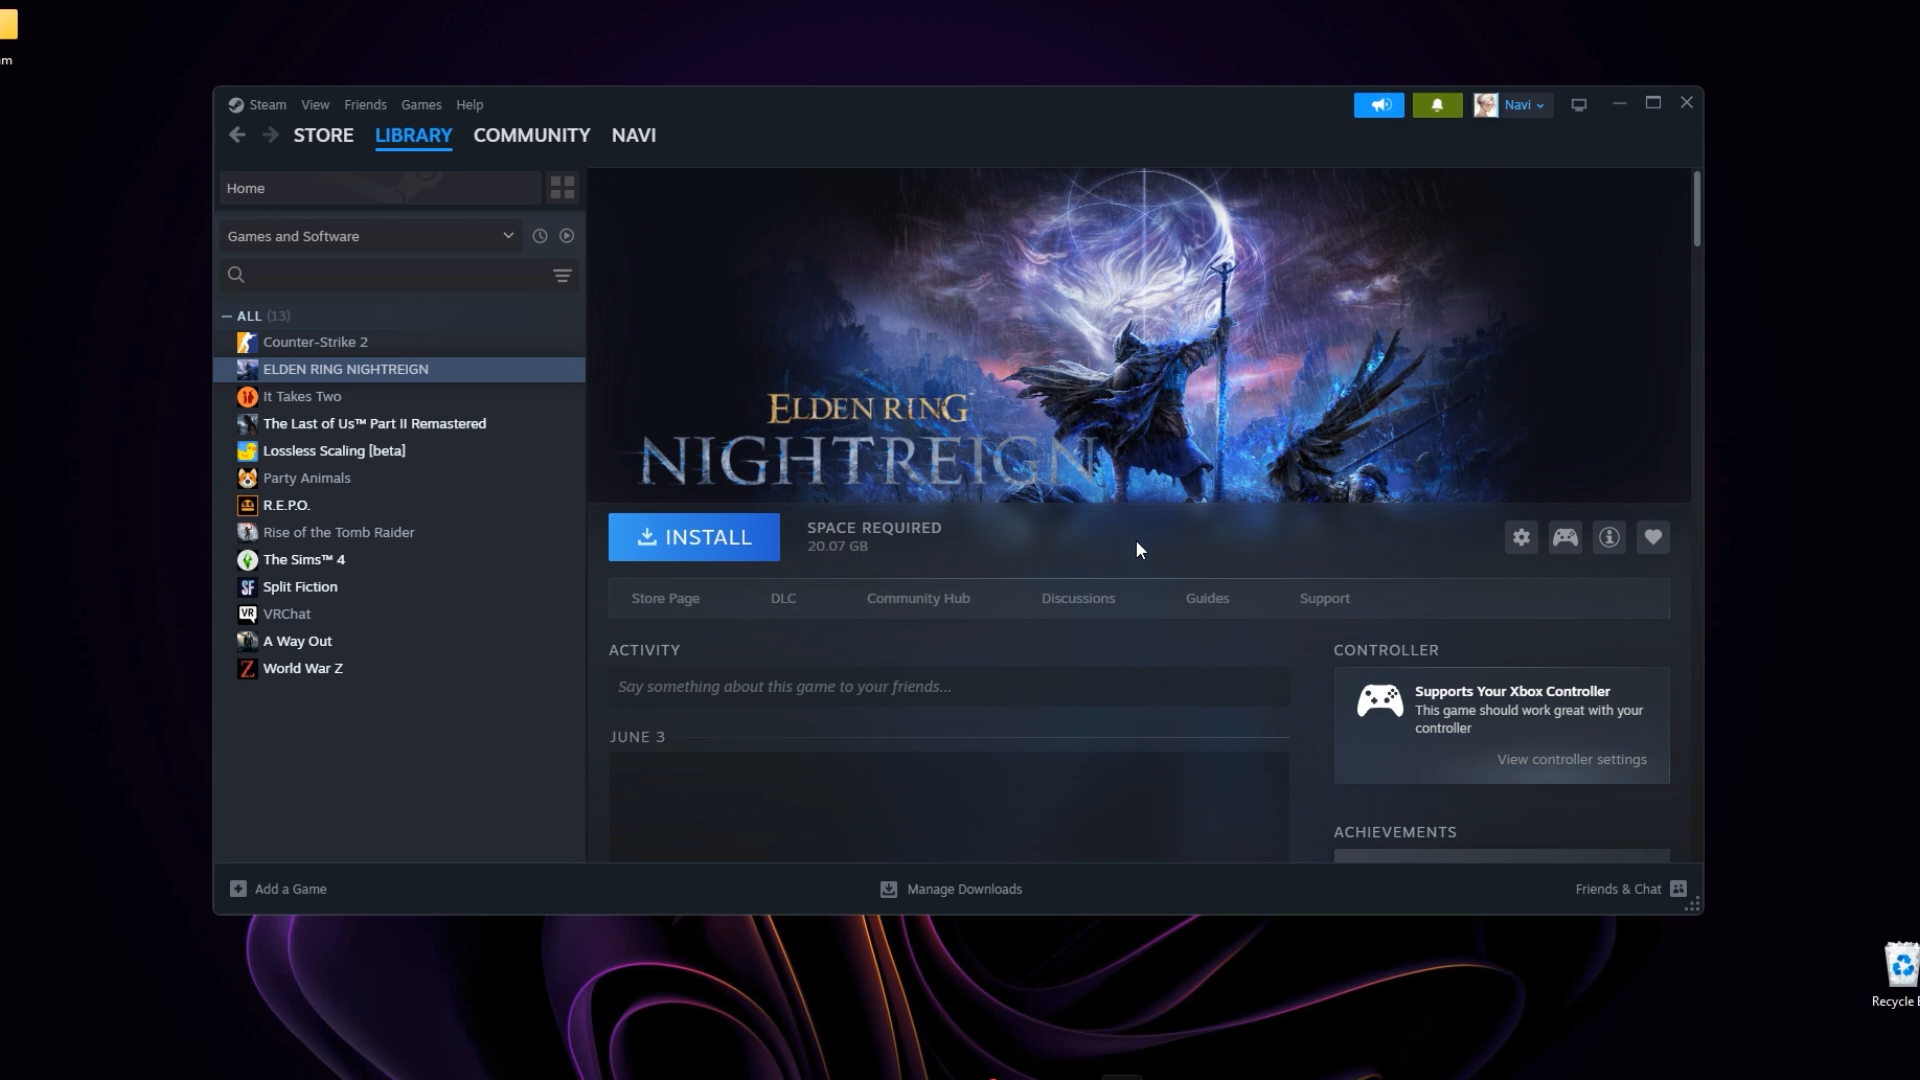 m
Steam View Friends Games Help
Navi
STORE LIBRARY COMMUNITY NAVI
Home
Games and Software
— ALL (13)
Counter-Strike 2
ELDEN RING NIGHTREIGN
It Takes Two
The Last of Us™ Part II Remastered
Lossless Scaling [beta]
Party Animals
R.E.P.O.
Rise of the Tomb Raider
The Sims™ 4
SF Split Fiction
VR VRChat
A Way Out
Z World War Z
ELDEN RING
NIGHTREIGN
INSTALL
SPACE REQUIRED
20.07 GB
Store Page DLC Community Hub Discussions Guides Support
ACTIVITY
Say something about this game to your friends...
JUNE 3
CONTROLLER
Supports Your Xbox Controller
This game should work great with your
controller
View controller settings
ACHIEVEMENTS
Add a Game
Manage Downloads
Friends & Chat
Recycle